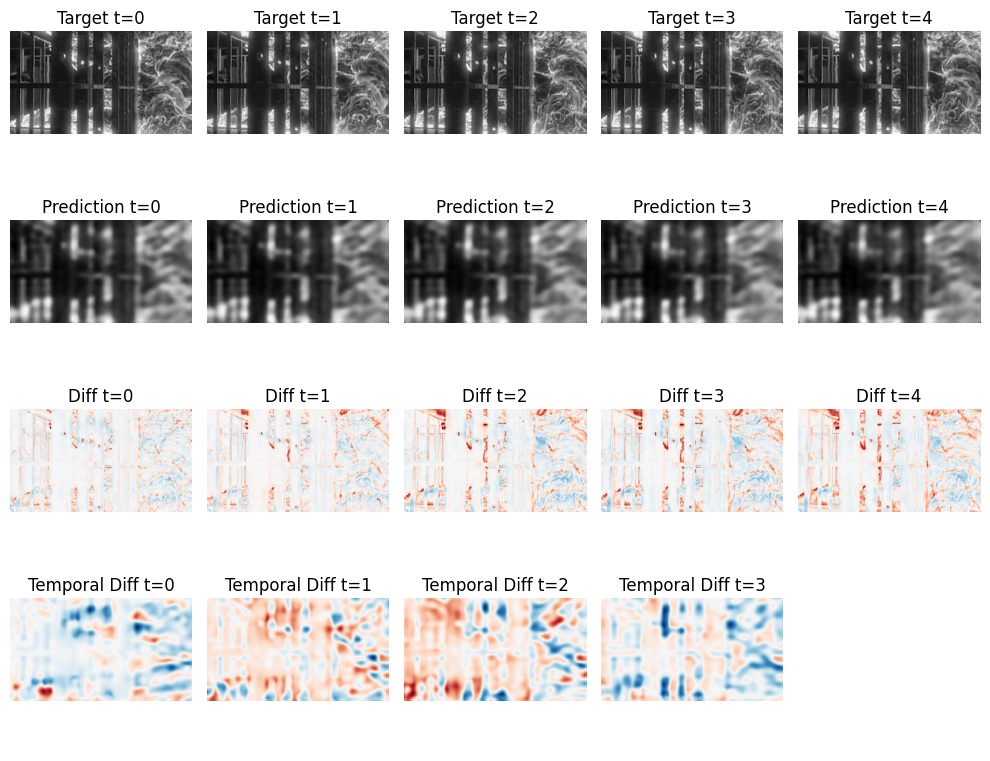 Target t=0 Target t=1 Target t=2 Target t=3 Target t=4
Prediction t=0 Prediction t=1 Prediction t=2 Prediction t=3 Prediction t=4
Diff t=0 Diff t=1 Diff t=2 Diff t=3 Diff t=4
Temporal Diff t=0 Temporal Diff t=1 Temporal Diff t=2 Temporal Diff t=3